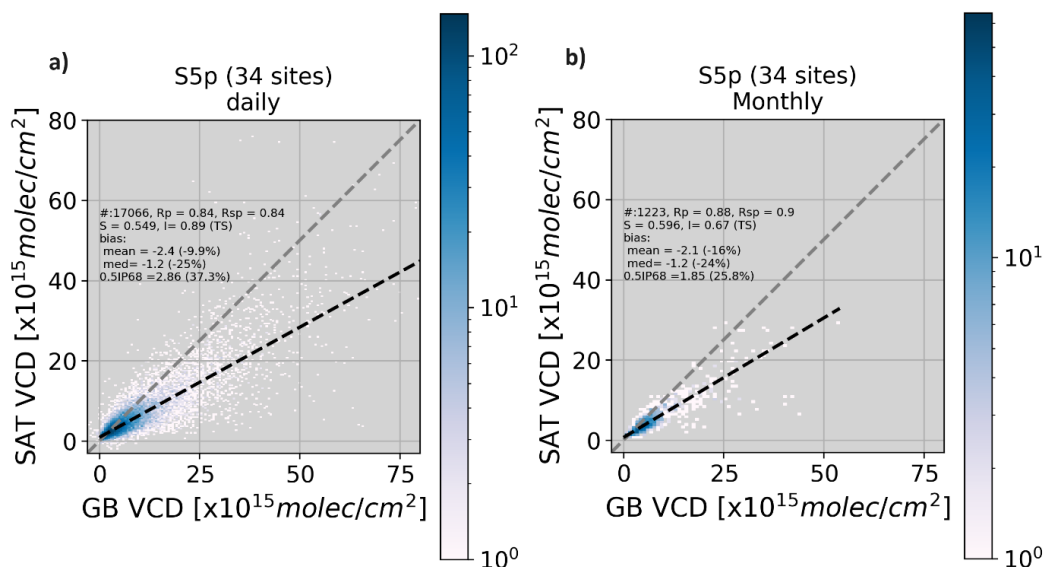 a)
S5p (34 sites)
daily
#:17066, Rp = 0.84, Rsp = 0.84
S = 0.549, I= 0.89 (TS)
bias:
mean = -2.4 (-9.9%)
med= -1.2 (-25%)
0.5IP68 =2.86 (37.3%)
SAT VCD [x10¹⁵molec/cm²]
80
60
40
20
0
0
25
50
75
GB VCD [x10¹⁵molec/cm²]
10²
10¹
10⁰
b)
S5p (34 sites)
Monthly
#:1223, Rp = 0.88, Rsp = 0.9
S = 0.596, I= 0.67 (TS)
bias:
mean = -2.1 (-16%)
med= -1.2 (-24%)
0.5IP68 =1.85 (25.8%)
SAT VCD [x10¹⁵molec/cm²]
80
60
40
20
0
0
25
50
75
GB VCD [x10¹⁵molec/cm²]
10¹
10⁰